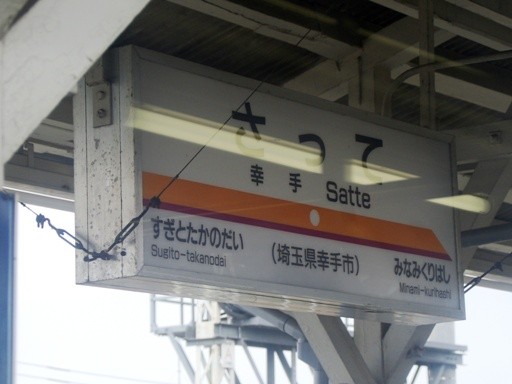 さって
幸手 Satte
すぎとたかのだい (埼玉県幸手市) みなみくりはし
Sugito-takanodai Minami-kurihashi